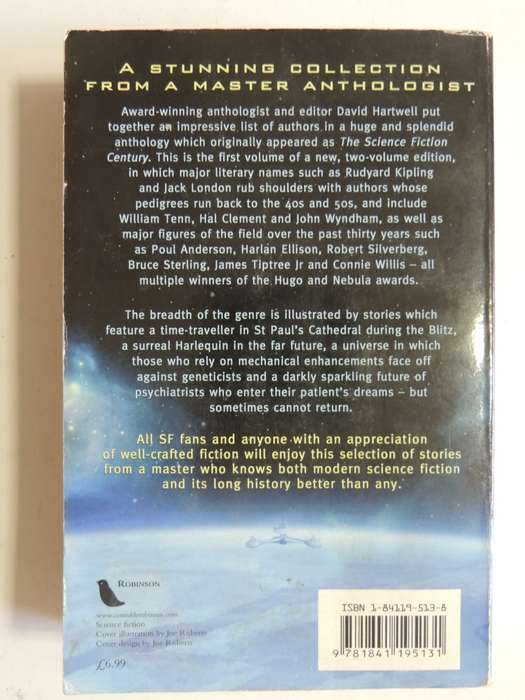 A STUNNING COLLECTION
FROM A MASTER ANTHOLOGIST
Award-winning anthologist and editor David Hartwell put
together an impressive list of authors in a huge and splendid
anthology which originally appeared as The Science Fiction
Century. This is the first volume of a new, two-volume edition,
in which major literary names such as Rudyard Kipling
and Jack London rub shoulders with authors whose
pedigrees run back to the 40s and 50s, and include
William Tenn, Hal Clement and John Wyndham, as well as
major figures of the field over the past thirty years such
as Poul Anderson, Harlan Ellison, Robert Silverberg,
Bruce Sterling, James Tiptree Jr and Connie Willis – all
multiple winners of the Hugo and Nebula awards.
The breadth of the genre is illustrated by stories which
feature a time-traveller in St Paul's Cathedral during the Blitz,
a surreal Harlequin in the far future, a universe in which
those who rely on mechanical enhancements face off
against geneticists and a darkly sparkling future of
psychiatrists who enter their patient's dreams – but
sometimes cannot return.
All SF fans and anyone with an appreciation
of well-crafted fiction will enjoy this selection of stories
from a master who knows both modern science fiction
and its long history better than any.
ROBINSON
Science fiction
Cover illustration by Joe Roberts
Cover design by Joe Roberts
£6.99
ISBN 1-84119-513-8
9 781841 195131